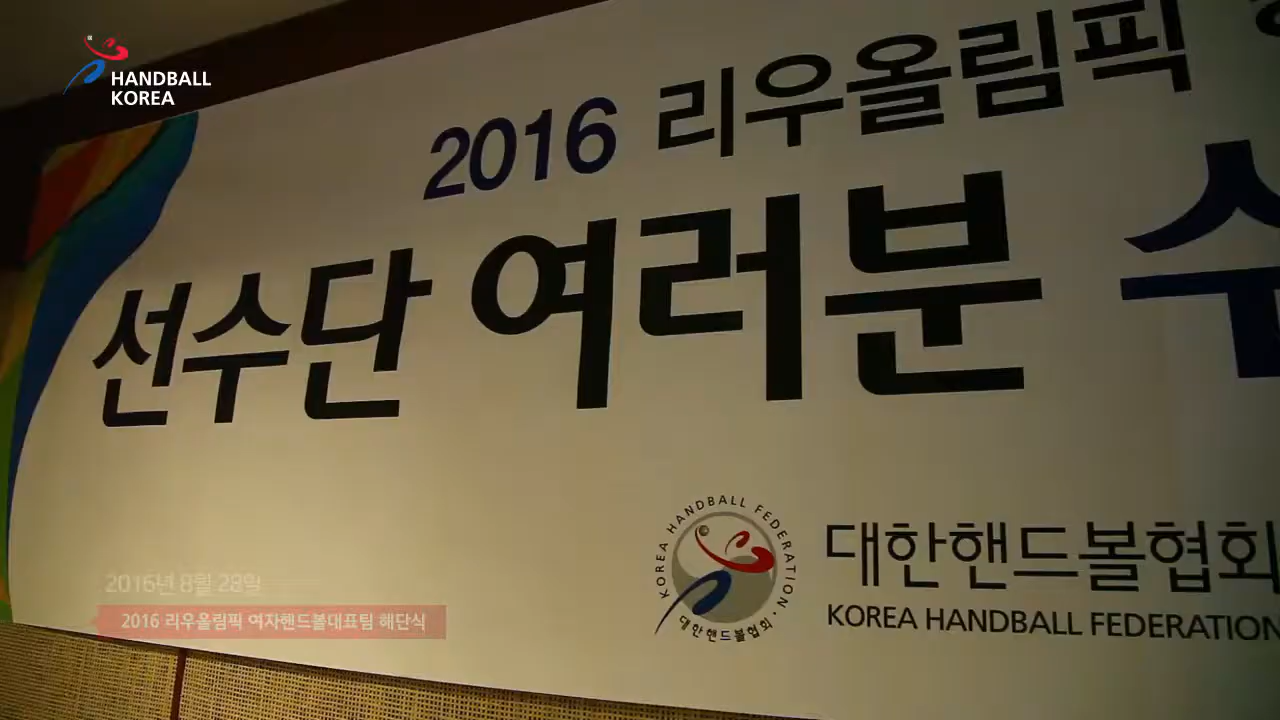 HANDBALL
KOREA
2016 리우올림픽
선수단 여러분
KOREA HANDBALL FEDERATION
대한핸드볼협회
대한핸드볼협회
KOREA HANDBALL FEDERATION
2016년 8월 28일
2016 리우올림픽 여자핸드볼대표팀 해단식